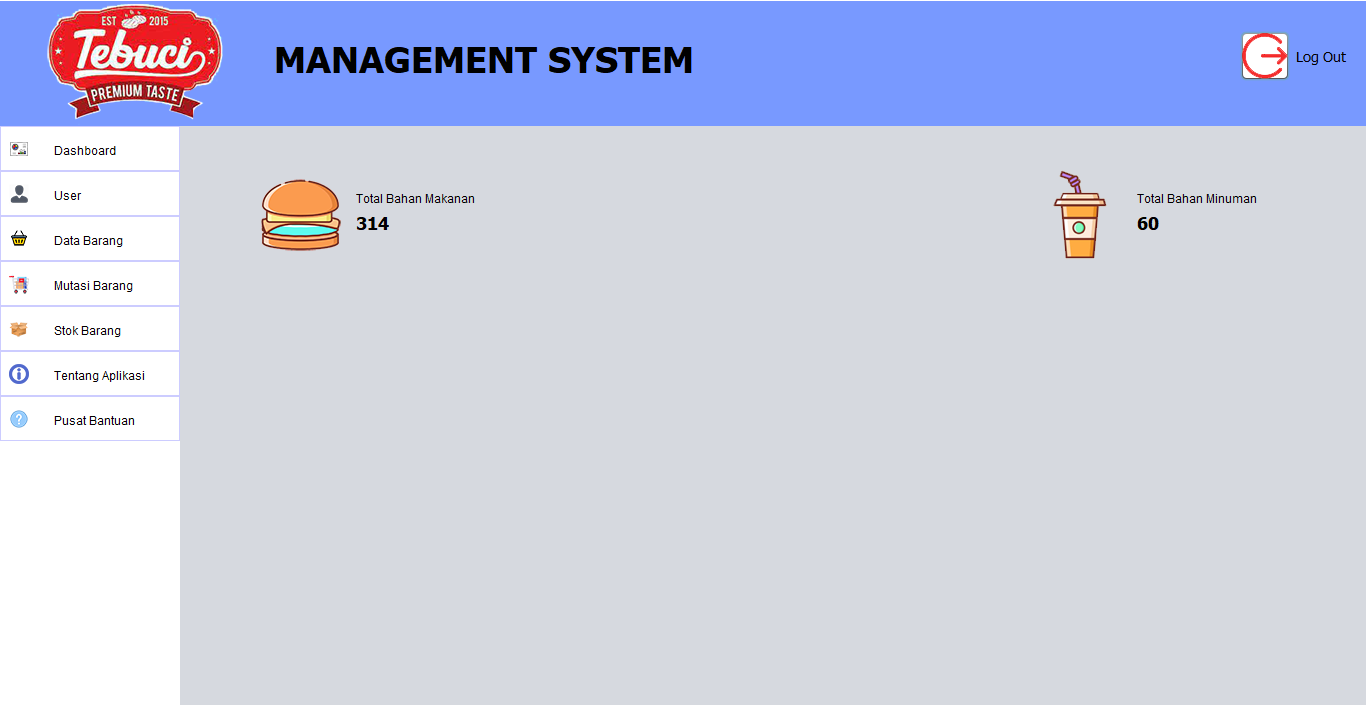 EST 2015
Tebuci
PREMIUM TASTE
MANAGEMENT SYSTEM
Log Out
Dashboard
User
Data Barang
Mutasi Barang
Stok Barang
Tentang Aplikasi
Pusat Bantuan
Total Bahan Makanan
314
Total Bahan Minuman
60